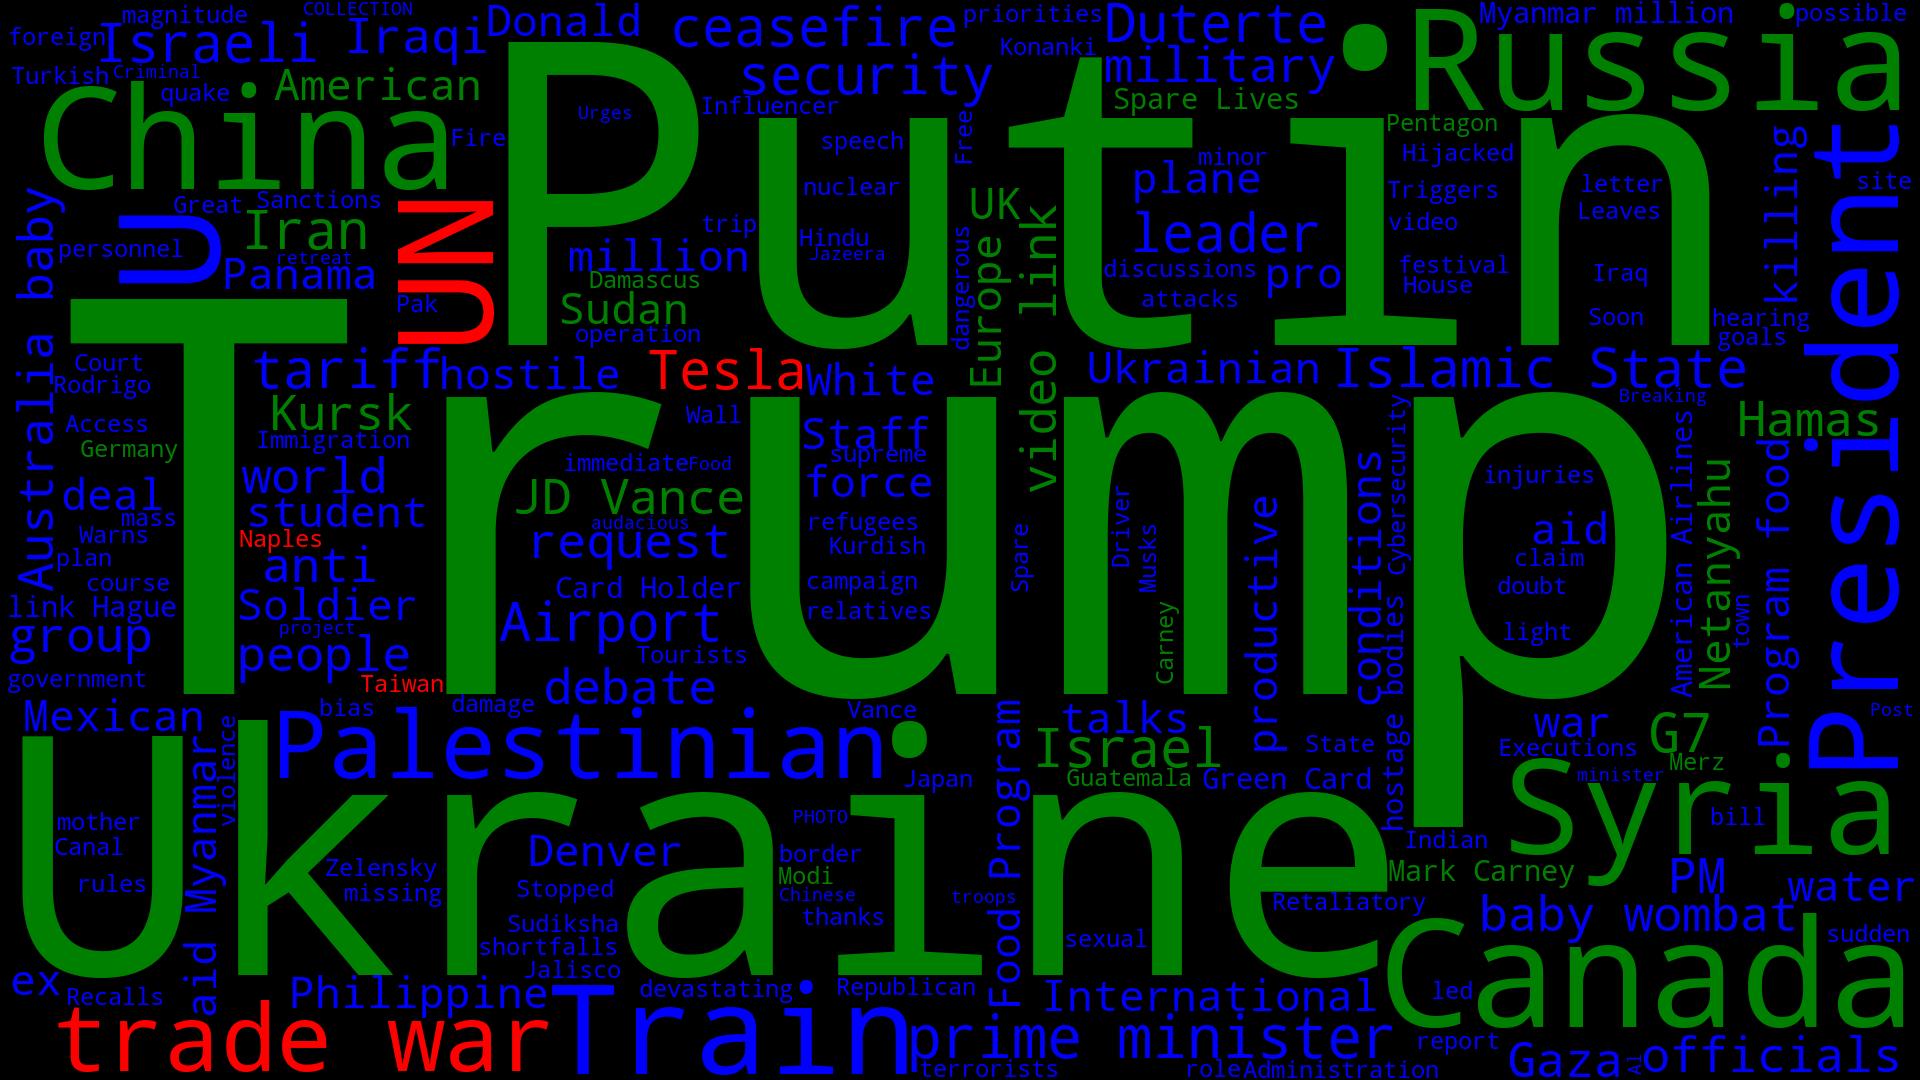 magnitude
COLLECTION
Donald
ceasefire
priorities
Duterte
Myanmar million
possible
foreign
Israeli
Iraqi
Konanki
Russia
Turkish
Criminal
security
military
quake
American
Influencer
Spare Lives
China
Fire
Urges
Putin
speech
Free
Pentagon
Hijacked
minor
plane
nuclear
Triggers
letter
killing
site
Great
Sanctions
UN
UK
Leaves
President
U
Iran
trip
Hindu
leader
video
personnel
retreat
million
Jazeera
dangerous
Europe
video link
discussions
pro
festival
House
Iraq
Panama
Damascus
attacks
Australia baby
Pak
Sudan
Soon
hearing
operation
goals
Trump
Court
tariff
hostile
Tesla
White
Ukrainian
Islamic State
Rodrigo
Breaking
Access
Kursk
Wall
Staff
Hamas
Germany
Immigration
supreme
immediate
Food
world
force
Cybersecurity
injuries
American Airlines
deal
JD Vance
conditions
student
mass
audacious
refugees
Driver
productive
aid
Netanyahu
Program food
Warns
Naples
request
Kurdish
Spare
Musks
claim
plan
anti
course
Card Holder
campaign
doubt
link Hague
Soldier
relatives
town
group
project
Airport
Carney
light
people
Tourists
government
Taiwan
debate
hostage bodies
Mexican
bias
damage
Vance
talks
war
G7
Post
Palestinian
Israel
State
Executions
Merz
violence
Japan
Guatemala
Green Card
minister
Syria
aid Myanmar
Ukraine
mother
PHOTO
Food Program
bill
Canal
Denver
border
Indian
Zelensky
Modi
Mark Carney
PM
rules
missing
Stopped
Chinese
troops
water
Retaliatory
thanks
baby wombat
Sudiksha
sexual
sudden
shortfalls
Canada
Jalisco
ex
Recalls
Philippine
devastating
Republican
International
led
trade war
Train
prime minister
report
Gaza
AI
officials
terrorists
role
Administration